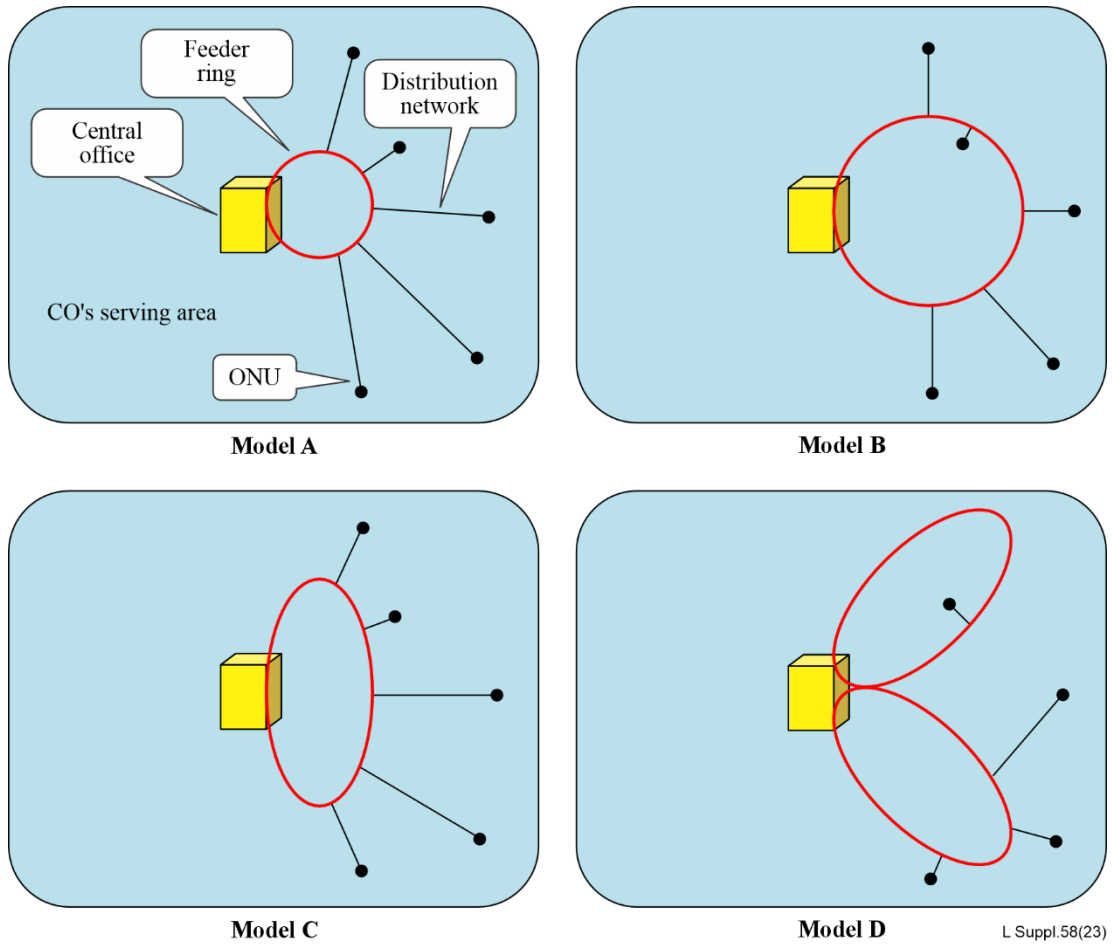 Feeder
ring
Distribution
network
Central
office
CO's serving area
ONU
Model A
Model B
Model C
Model D
L Suppl.58(23)